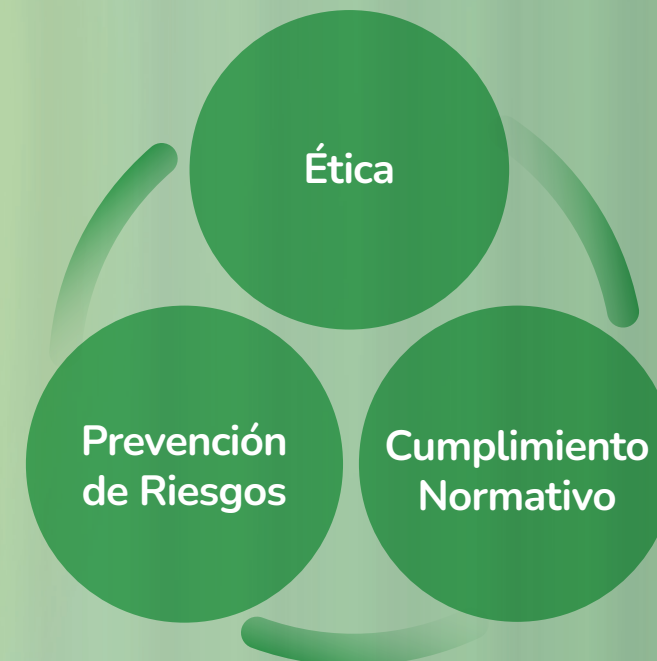 Ética
Prevención
de Riesgos
Cumplimiento
Normativo